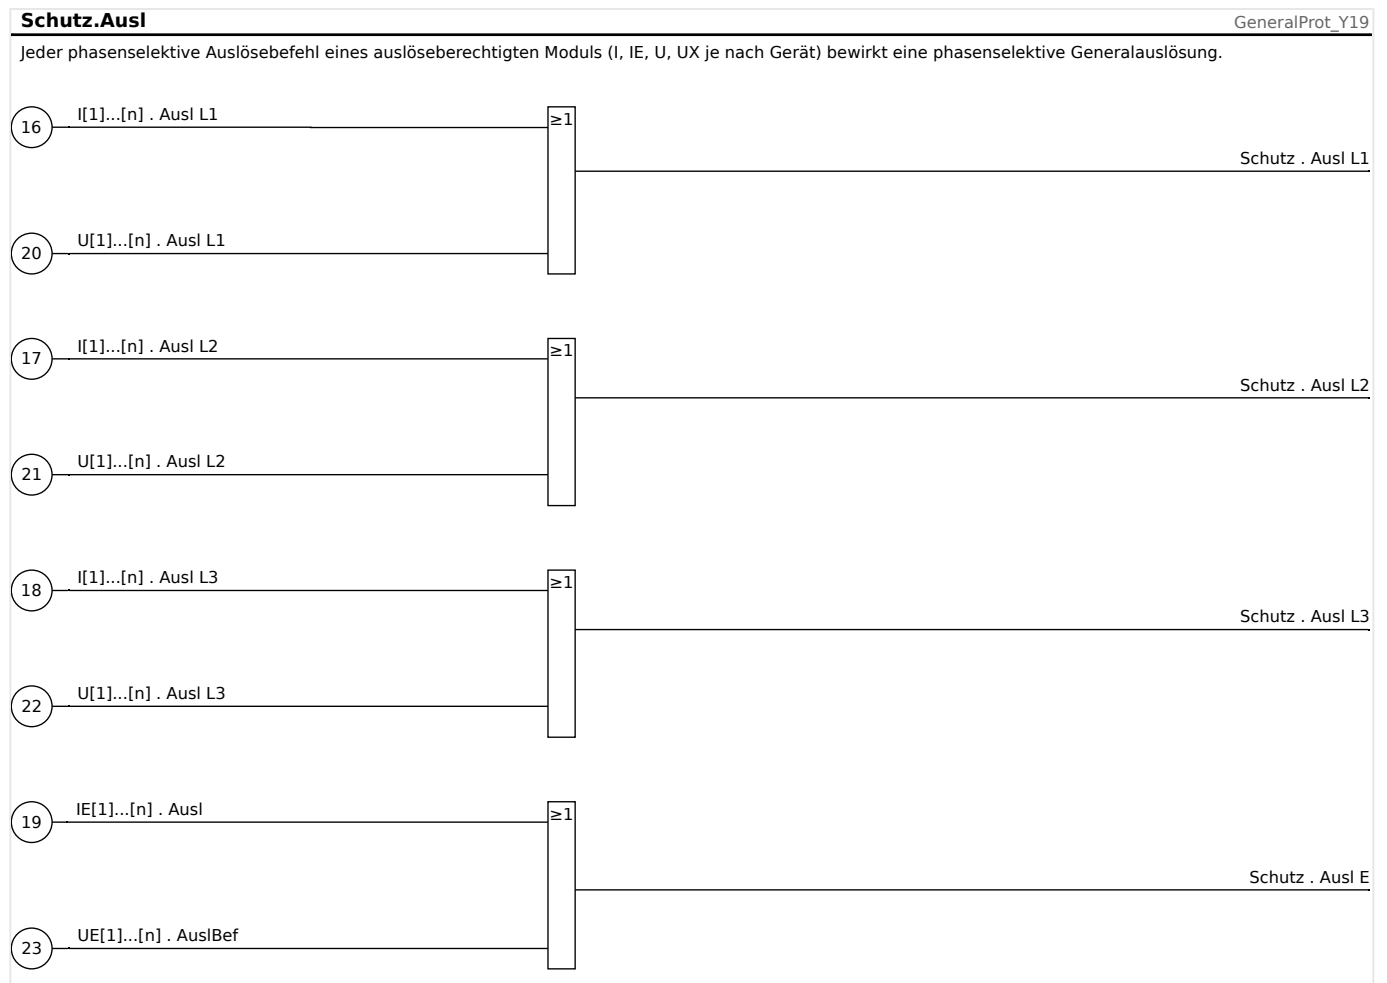 Schutz.Ausl
GeneralProt_Y19
Jeder phasenselektive Auslösebefehl eines auslöseberechtigten Moduls (I, IE, U, UX je nach Gerät) bewirkt eine phasenselektive Generalauslösung.
16
I[1]...[n] . Ausl L1
≥1
Schutz . Ausl L1
20
U[1]...[n] . Ausl L1
17
I[1]...[n] . Ausl L2
≥1
Schutz . Ausl L2
21
U[1]...[n] . Ausl L2
18
I[1]...[n] . Ausl L3
≥1
Schutz . Ausl L3
22
U[1]...[n] . Ausl L3
19
IE[1]...[n] . Ausl
≥1
Schutz . Ausl E
23
UE[1]...[n] . AuslBef